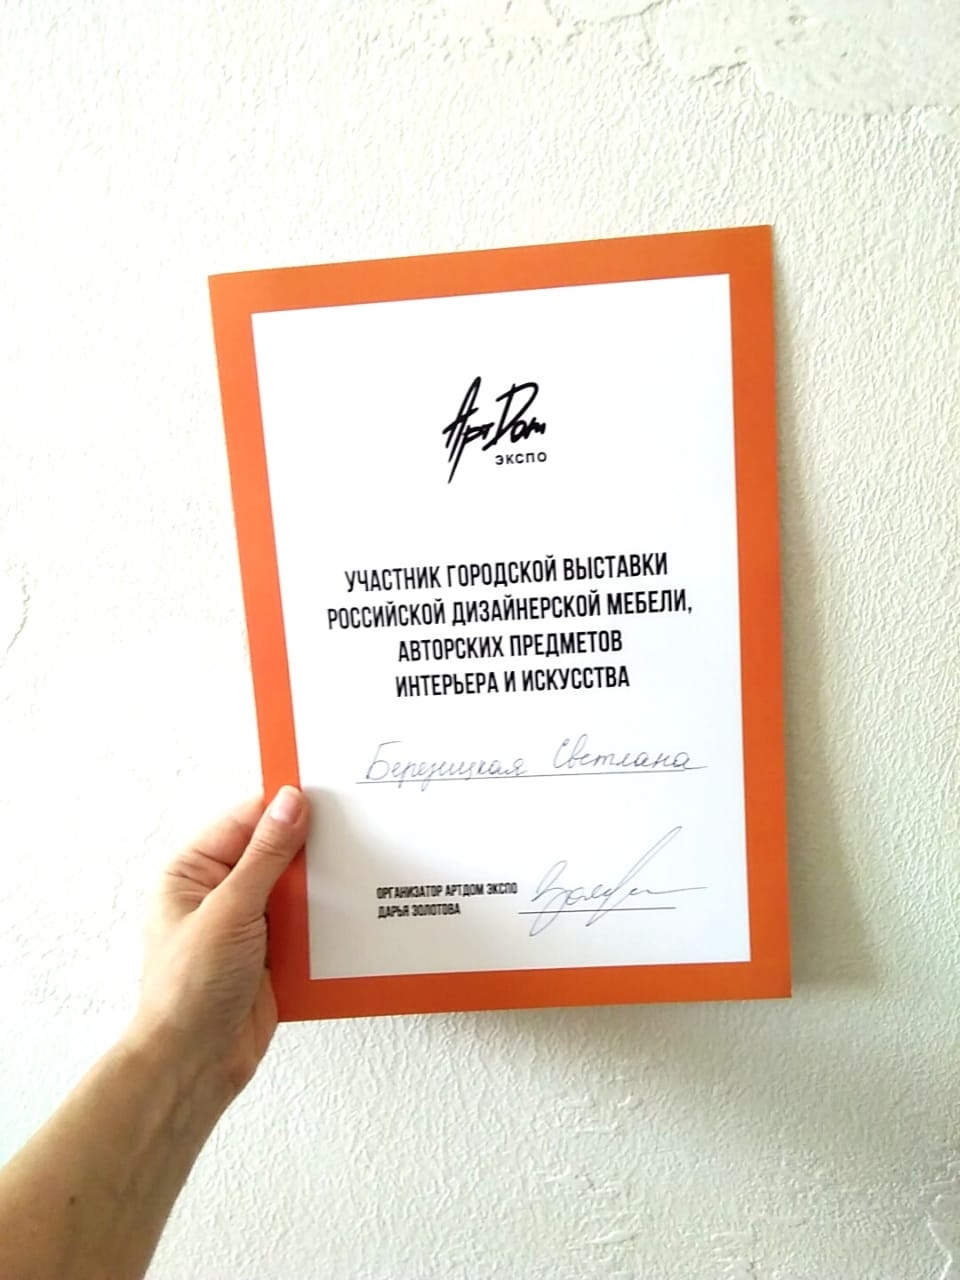 АртДом
экспо
УЧАСТНИК ГОРОДСКОЙ ВЫСТАВКИ
РОССИЙСКОЙ ДИЗАЙНЕРСКОЙ МЕБЕЛИ,
АВТОРСКИХ ПРЕДМЕТОВ
ИНТЕРЬЕРА И ИСКУССТВА
Березицкая Светлана
ОРГАНИЗАТОР АРТДОМ ЭКСПО
ДАРЬЯ ЗОЛОТОВА